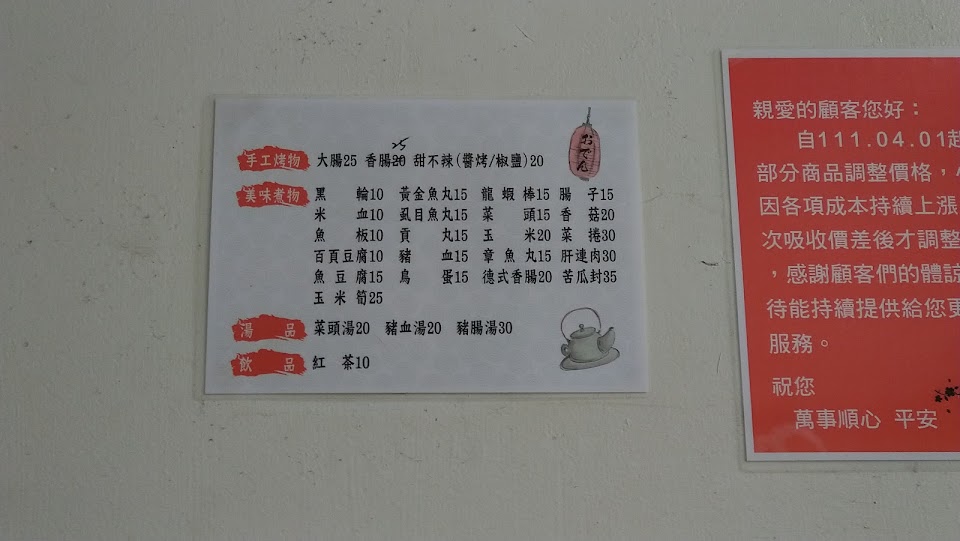 25
手工烤物 大腸25 香腸20 甜不辣(醬烤/椒鹽)20
美味煮物 黑輪10 黃金魚丸15 龍蝦棒15 腸子15
米血10 虱目魚丸15 菜頭15 香菇20
魚板10 貢丸15 玉米20 菜捲30
百頁豆腐10 豬血15 章魚丸15 肝連肉30
魚豆腐15 鳥蛋15 德式香腸20 苦瓜封35
玉米筍25
湯品 菜頭湯20 豬血湯20 豬腸湯30
飲品 紅茶10
おでん
親愛的顧客您好：
自111.04.01起
部分商品調整價格，
因各項成本持續上漲
次吸收價差後才調整
，感謝顧客們的體諒
待能持續提供給您更
服務。
祝您
萬事順心 平安